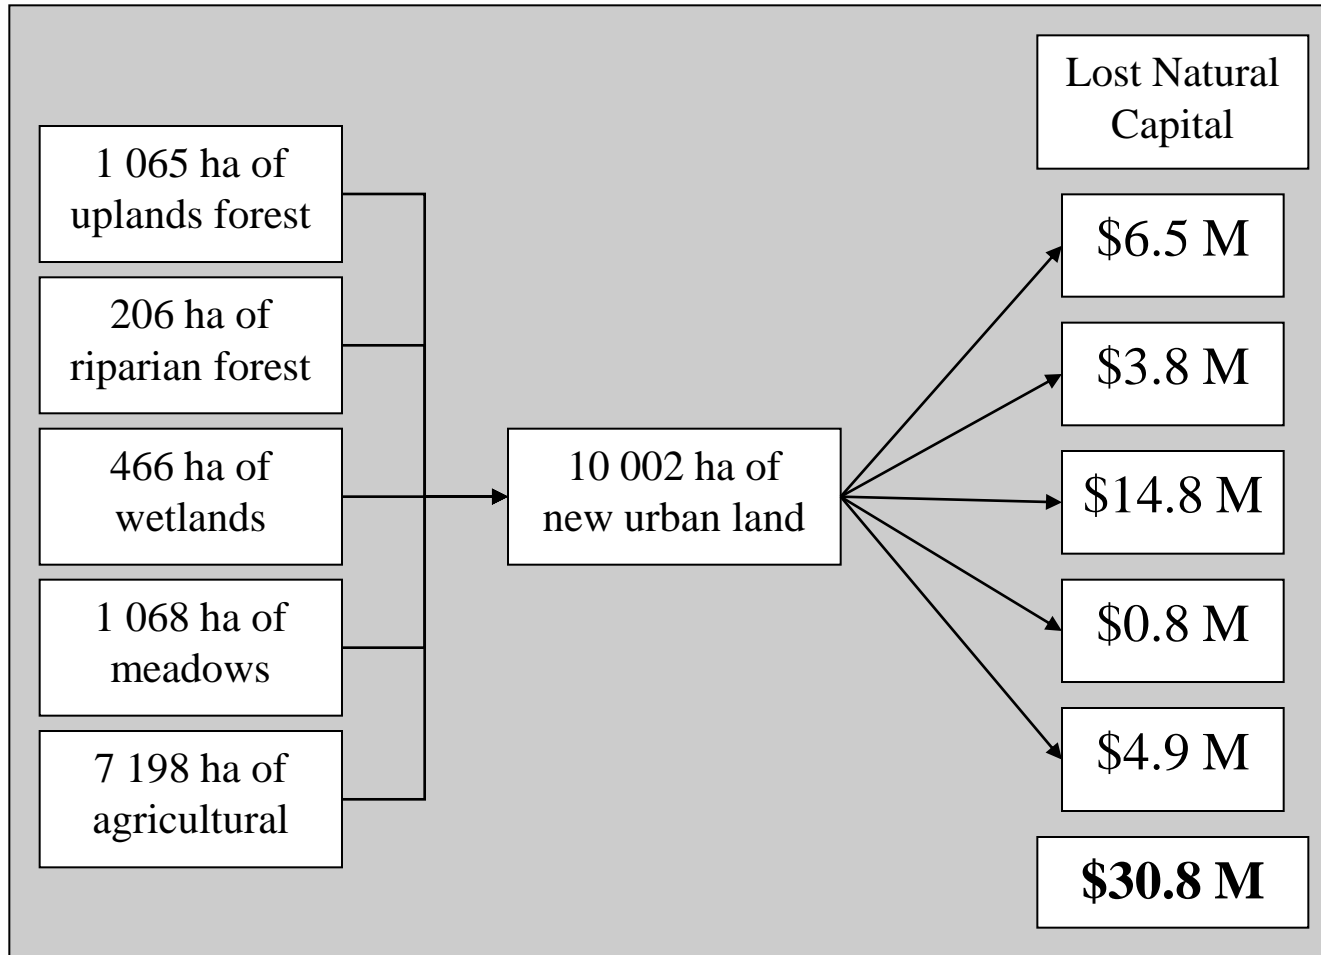 1 065 ha of
uplands forest
206 ha of
riparian forest
466 ha of
wetlands
1 068 ha of
meadows
7 198 ha of
agricultural
10 002 ha of
new urban land
Lost Natural
Capital
$6.5 M
$3.8 M
$14.8 M
$0.8 M
$4.9 M
$30.8 M